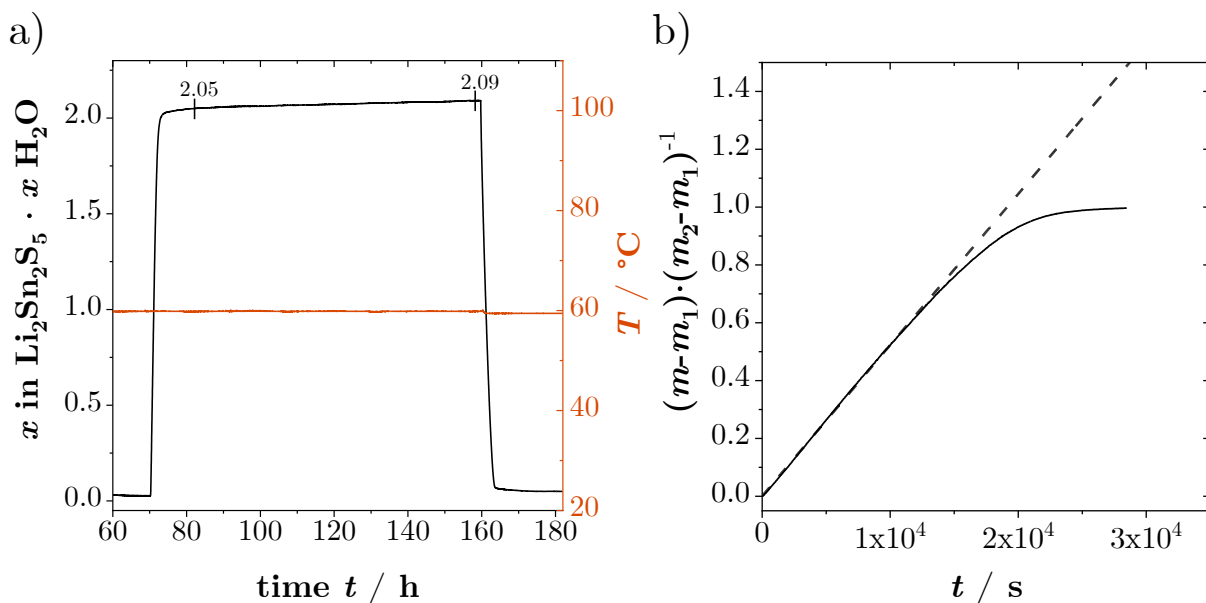 a)
x in Li₂Sn₂S₅ · x H₂O
2.0
1.5
1.0
0.5
0.0
2.05
2.09
100
80
60
40
20
T / °C
60 80 100 120 140 160 180
time t / h
b)
(m-m₁)·(m₂-m₁)⁻¹
1.4
1.2
1.0
0.8
0.6
0.4
0.2
0.0
0 1x10⁴ 2x10⁴ 3x10⁴
t / s